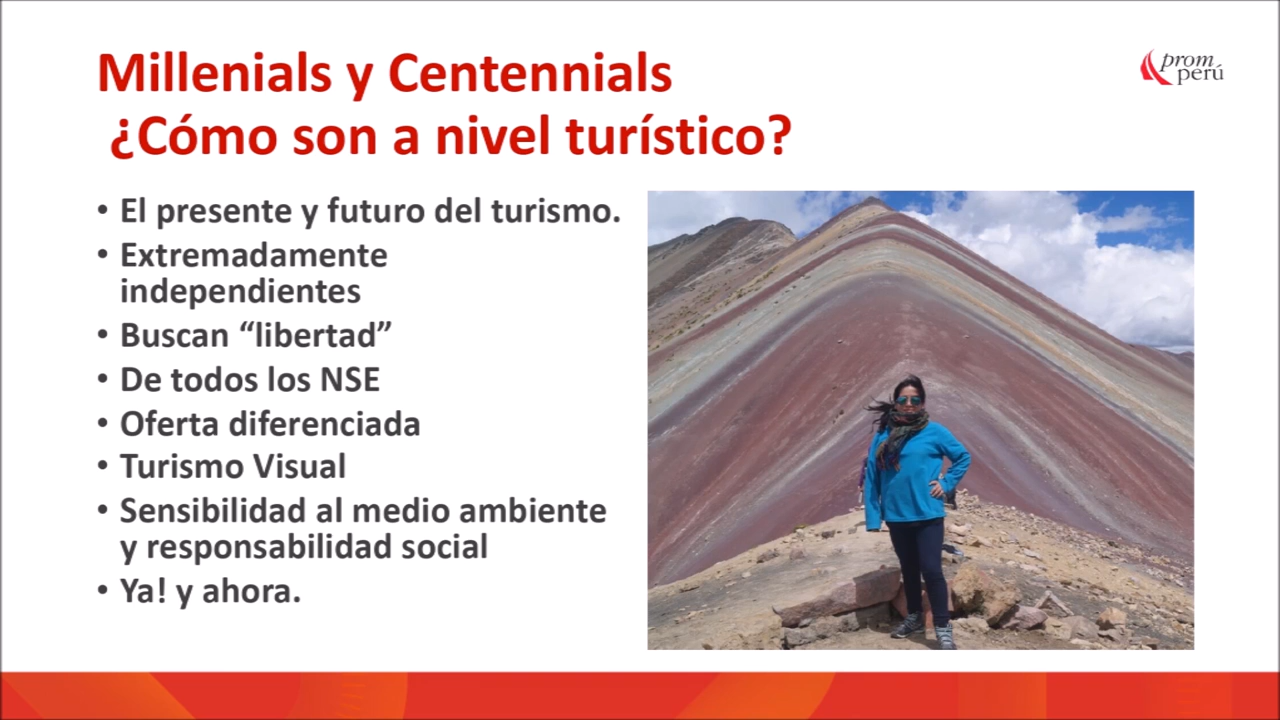 Millenials y Centennials
¿Cómo son a nivel turístico?
prom
perú
• El presente y futuro del turismo.
• Extremadamente
independientes
• Buscan “libertad”
• De todos los NSE
• Oferta diferenciada
• Turismo Visual
• Sensibilidad al medio ambiente
y responsabilidad social
• Ya! y ahora.